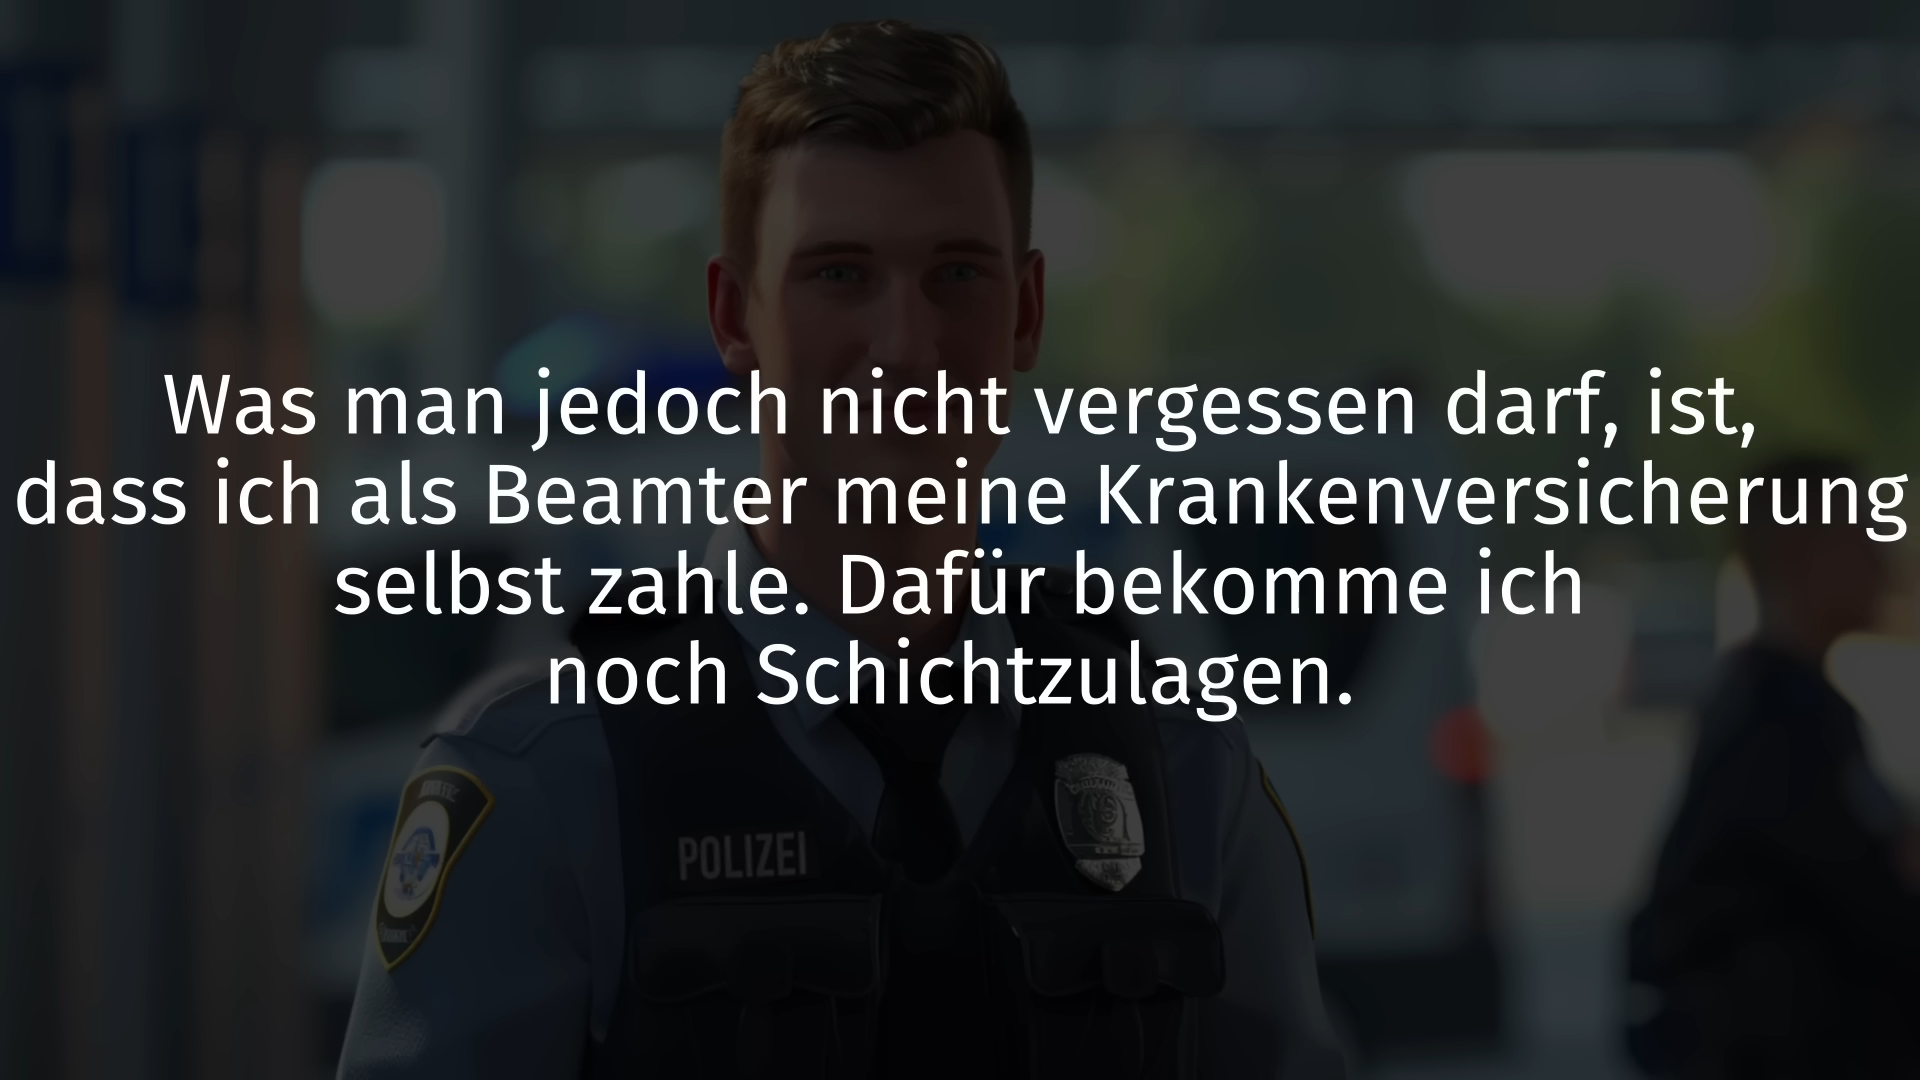 Was man jedoch nicht vergessen darf, ist,
dass ich als Beamter meine Krankenversicherung
selbst zahle. Dafür bekomme ich
noch Schichtzulagen.
POLIZEI